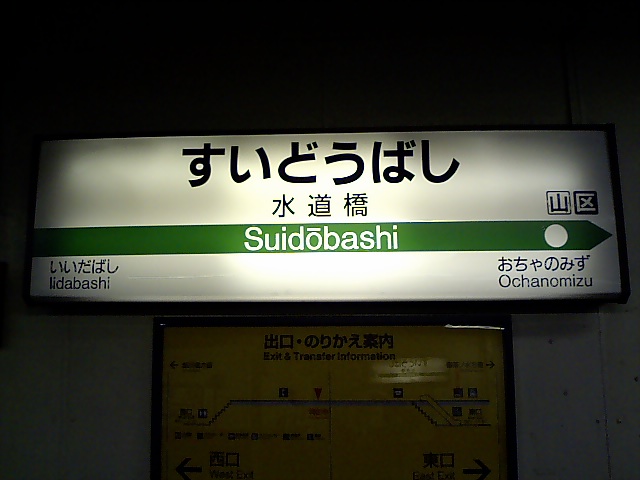 すいどうばし
水道橋
山 区
Suidōbashi
いいだばし
Iidabashi
おちゃのみず
Ochanomizu
出口・のりかえ案内
Exit & Transfer Information
西口
West Exit
東口
East Exit